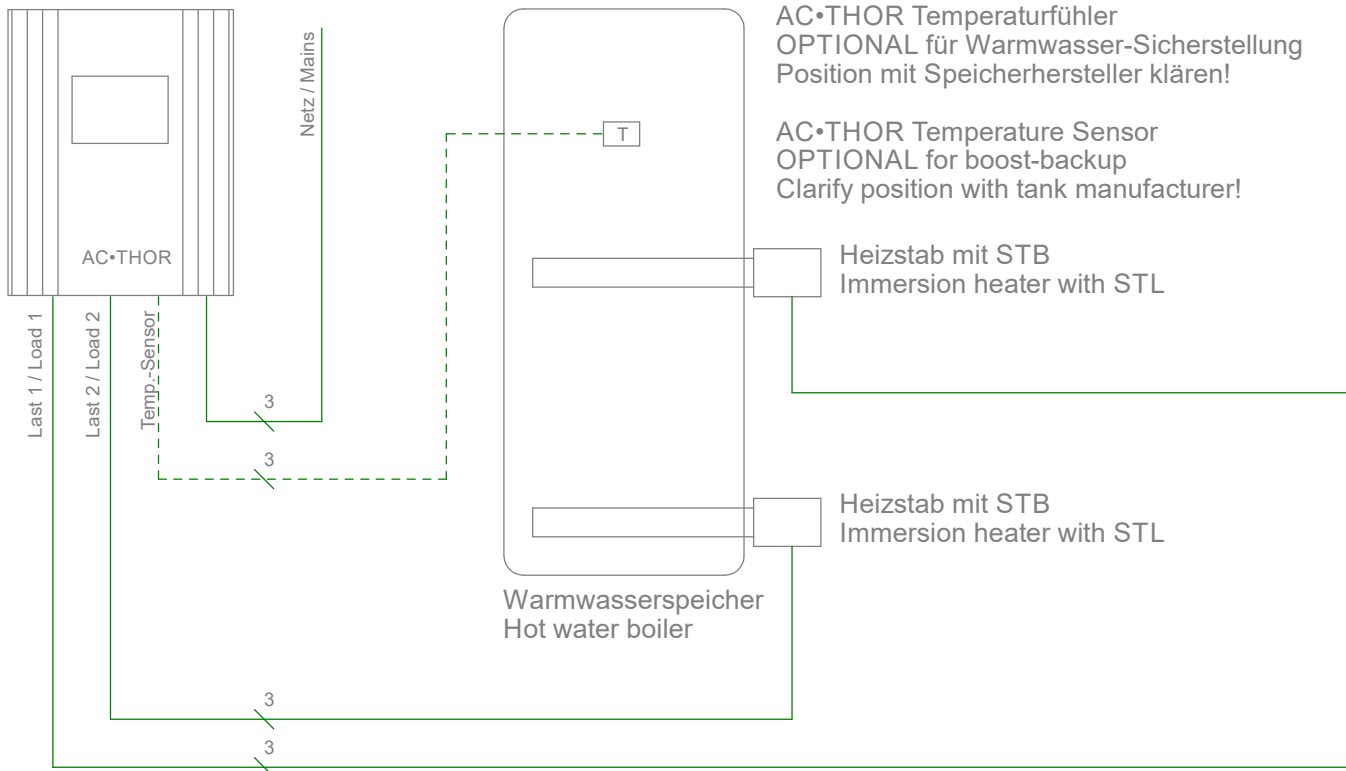 AC•THOR Temperaturfühler
OPTIONAL für Warmwasser-Sicherstellung
Position mit Speicherhersteller klären!
AC•THOR Temperature Sensor
OPTIONAL for boost-backup
Clarify position with tank manufacturer!
Netz / Mains
T
AC•THOR
Heizstab mit STB
Immersion heater with STL
Last 1 / Load 1
Last 2 / Load 2
Temp.-Sensor
3
3
Heizstab mit STB
Immersion heater with STL
Warmwasserspeicher
Hot water boiler
3
3